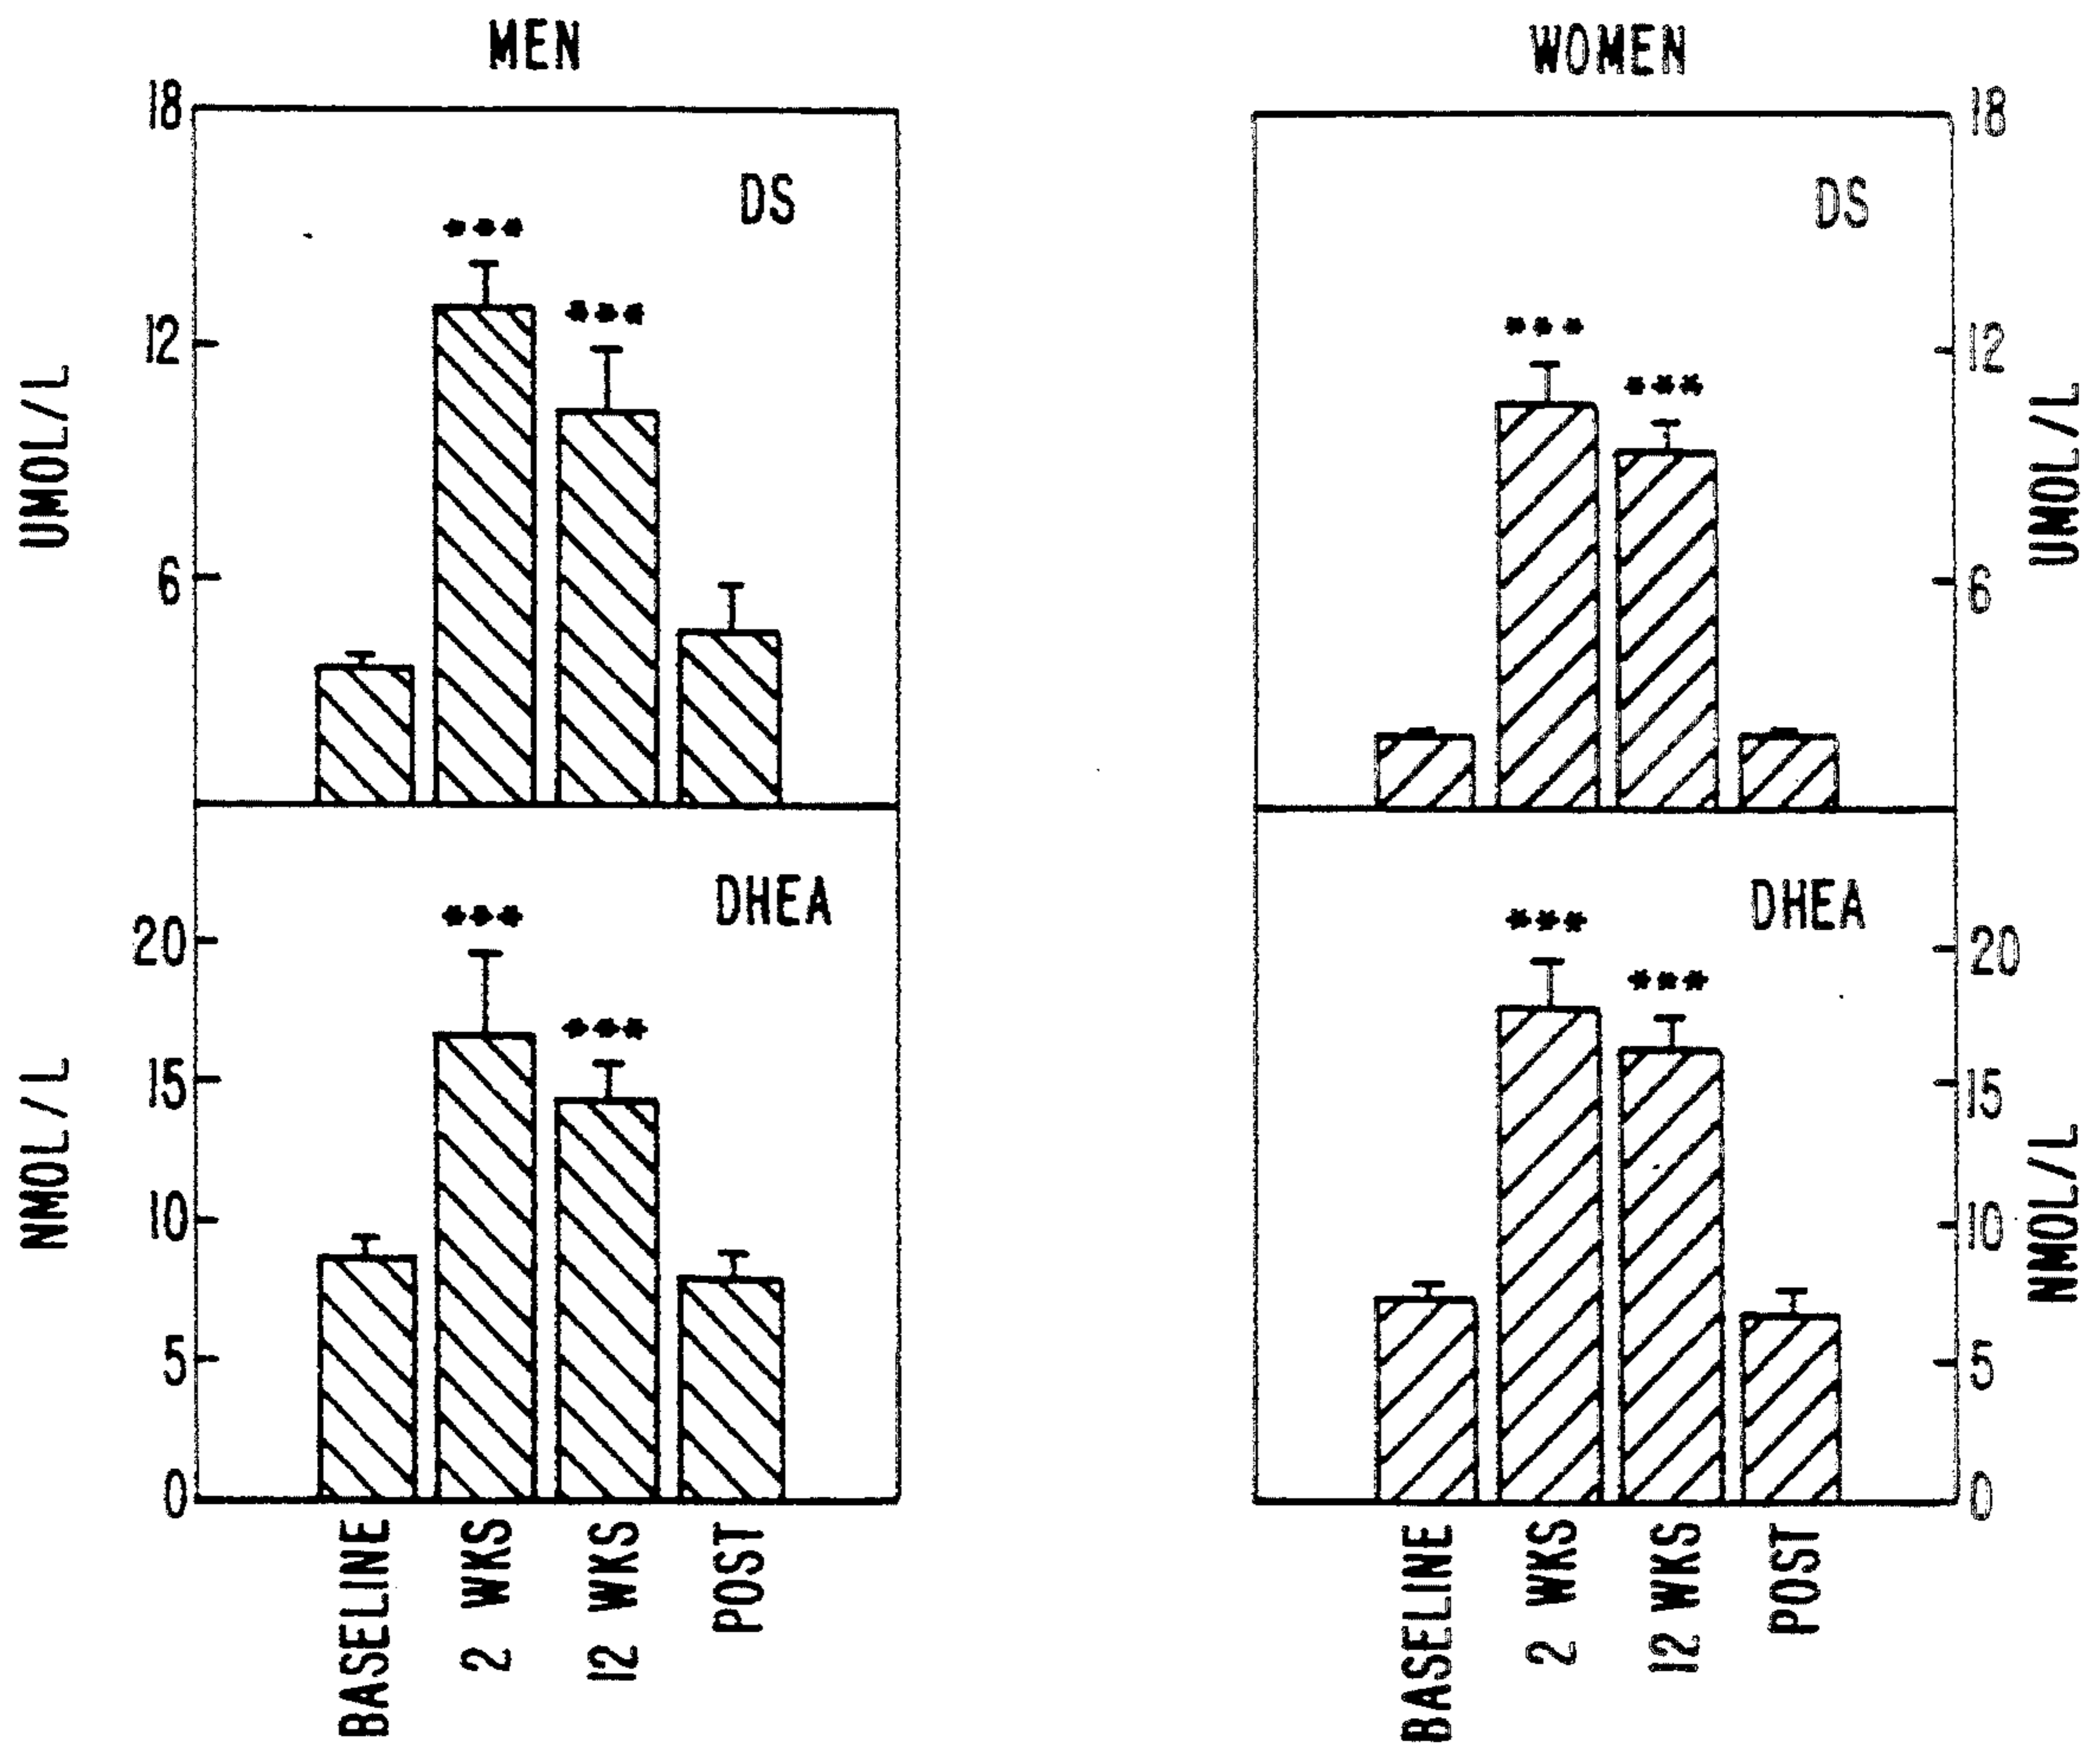 MEN
WOMEN
18
DS
***
***
12
6
UMOL/L
18
DS
***
***
12
6
UMOL/L
DHEA
***
***
20
15
10
5
0
NMOL/L
DHEA
***
***
20
15
10
5
0
NMOL/L
BASELINE
2 WKS
12 WKS
POST
BASELINE
2 WKS
12 WKS
POST